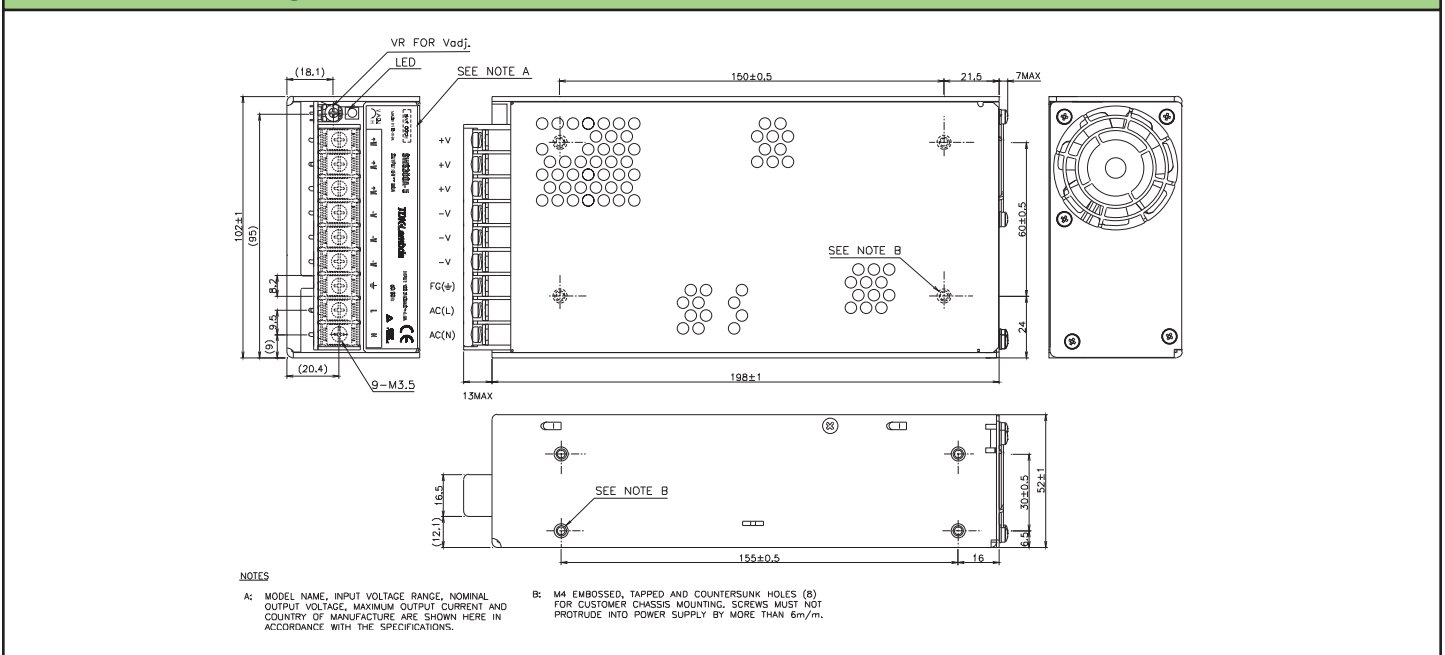 VR FOR Vadj.
LED
SEE NOTE A
(18.1)
150±0.5
21.5
7MAX
102±1
(95)
8.2
9.5
(9)
(20.4)
9-M3.5
TDK-Lambda
+V
+V
+V
-V
-V
-V
FG(⏚)
AC(L)
AC(N)
SEE NOTE B
60±0.5
24
13MAX
198±1
16.5
(12.1)
SEE NOTE B
155±0.5
16
6.5
30±0.5
52±1
NOTES
A: MODEL NAME, INPUT VOLTAGE RANGE, NOMINAL
OUTPUT VOLTAGE, MAXIMUM OUTPUT CURRENT AND
COUNTRY OF MANUFACTURE ARE SHOWN HERE IN
ACCORDANCE WITH THE SPECIFICATIONS.
B: M4 EMBOSSED, TAPPED AND COUNTERSUNK HOLES (8)
FOR CUSTOMER CHASSIS MOUNTING. SCREWS MUST NOT
PROTRUDE INTO POWER SUPPLY BY MORE THAN 6m/m.